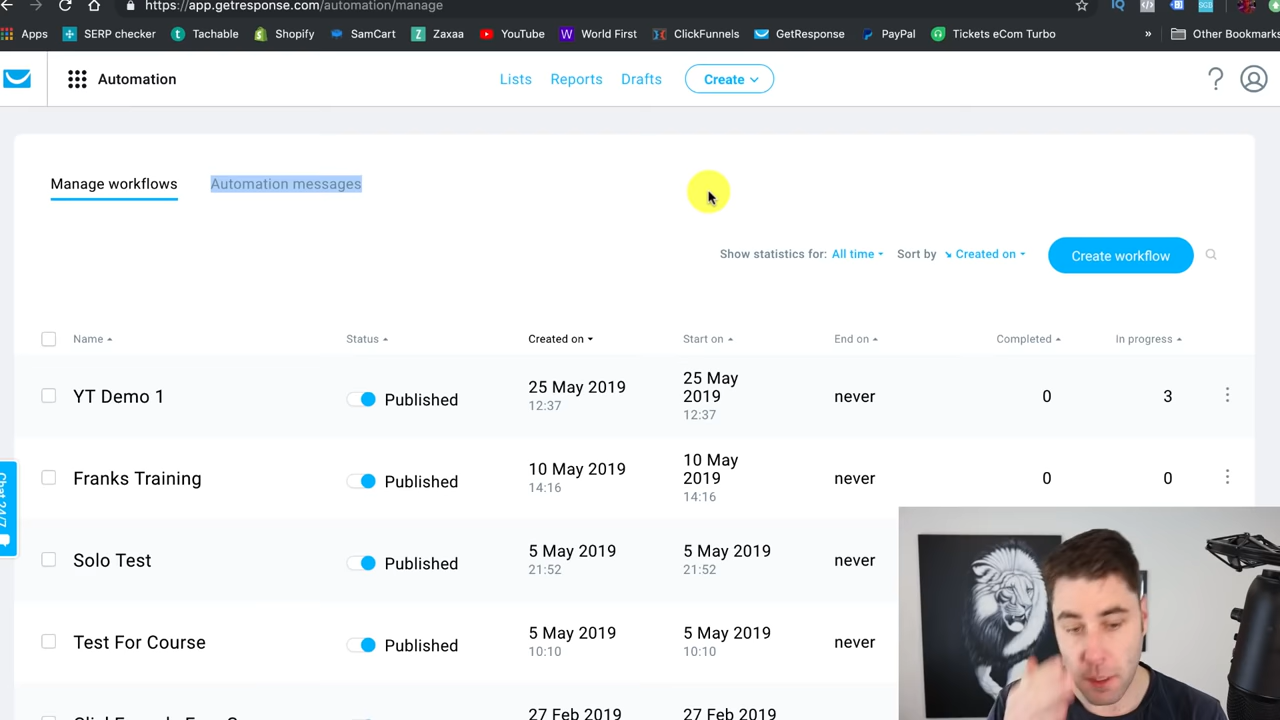 https://app.getresponse.com/automation/manage
Apps SERP checker Tachable Shopify SamCart Zaxaa YouTube World First ClickFunnels GetResponse PayPal Tickets eCom Turbo » Other Bookmarks
Automation Lists Reports Drafts Create
Manage workflows Automation messages
Show statistics for: All time Sort by Created on Create workflow
Name Status Created on Start on End on Completed In progress
YT Demo 1 Published 25 May 2019 12:37 25 May 2019 12:37 never 0 3
Franks Training Published 10 May 2019 14:16 10 May 2019 14:16 never 0 0
Solo Test Published 5 May 2019 21:52 5 May 2019 21:52 never
Test For Course Published 5 May 2019 10:10 5 May 2019 10:10 never
27 Feb 2019 27 Feb 2019
Chat 24/7